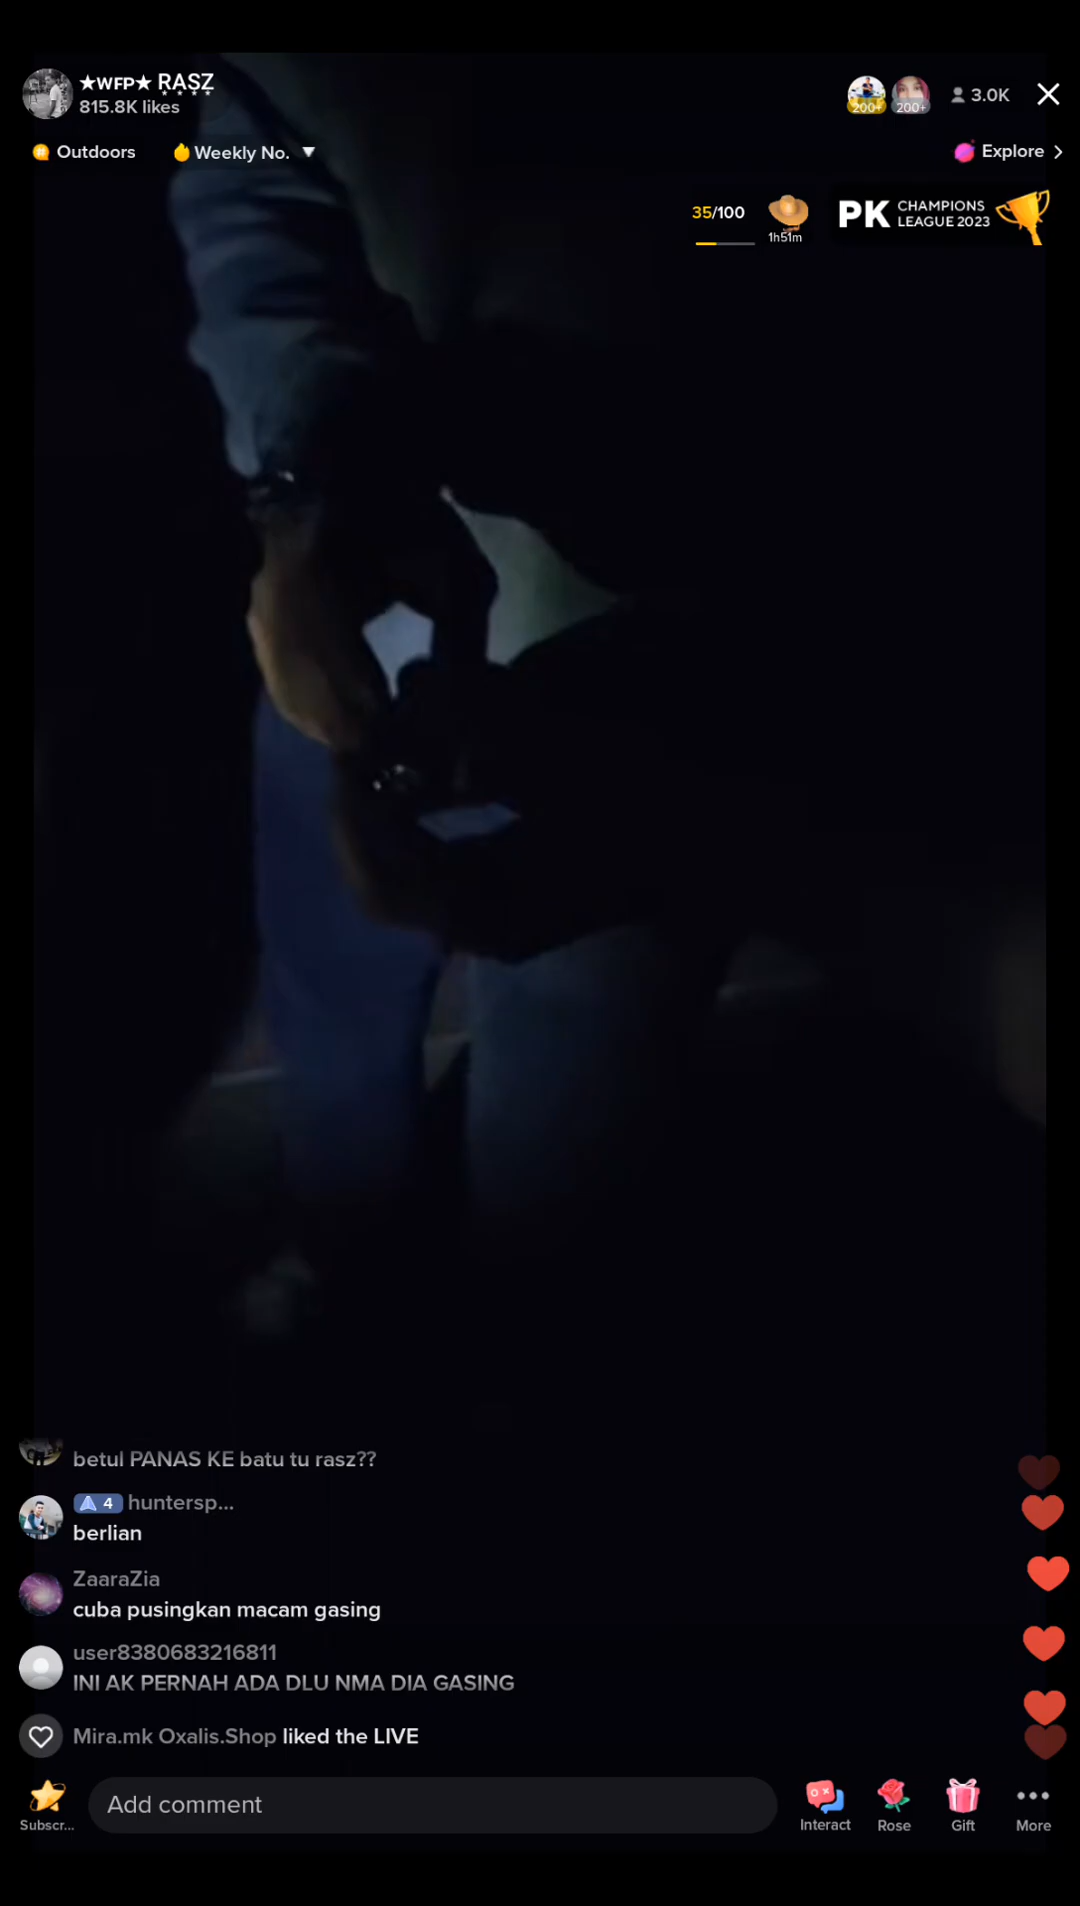 ★WFP★ RASZ
815.8K likes
200+
200+
3.0K
Outdoors
Weekly No.
Explore
35/100
1h51m
PK CHAMPIONS
LEAGUE 2023
betul PANAS KE batu tu rasz??
4 huntersp...
berlian
ZaaraZia
cuba pusingkan macam gasing
user8380683216811
INI AK PERNAH ADA DLU NMA DIA GASING
Mira.mk Oxalis.Shop liked the LIVE
Subscr...
Add comment
Interact
Rose
Gift
More